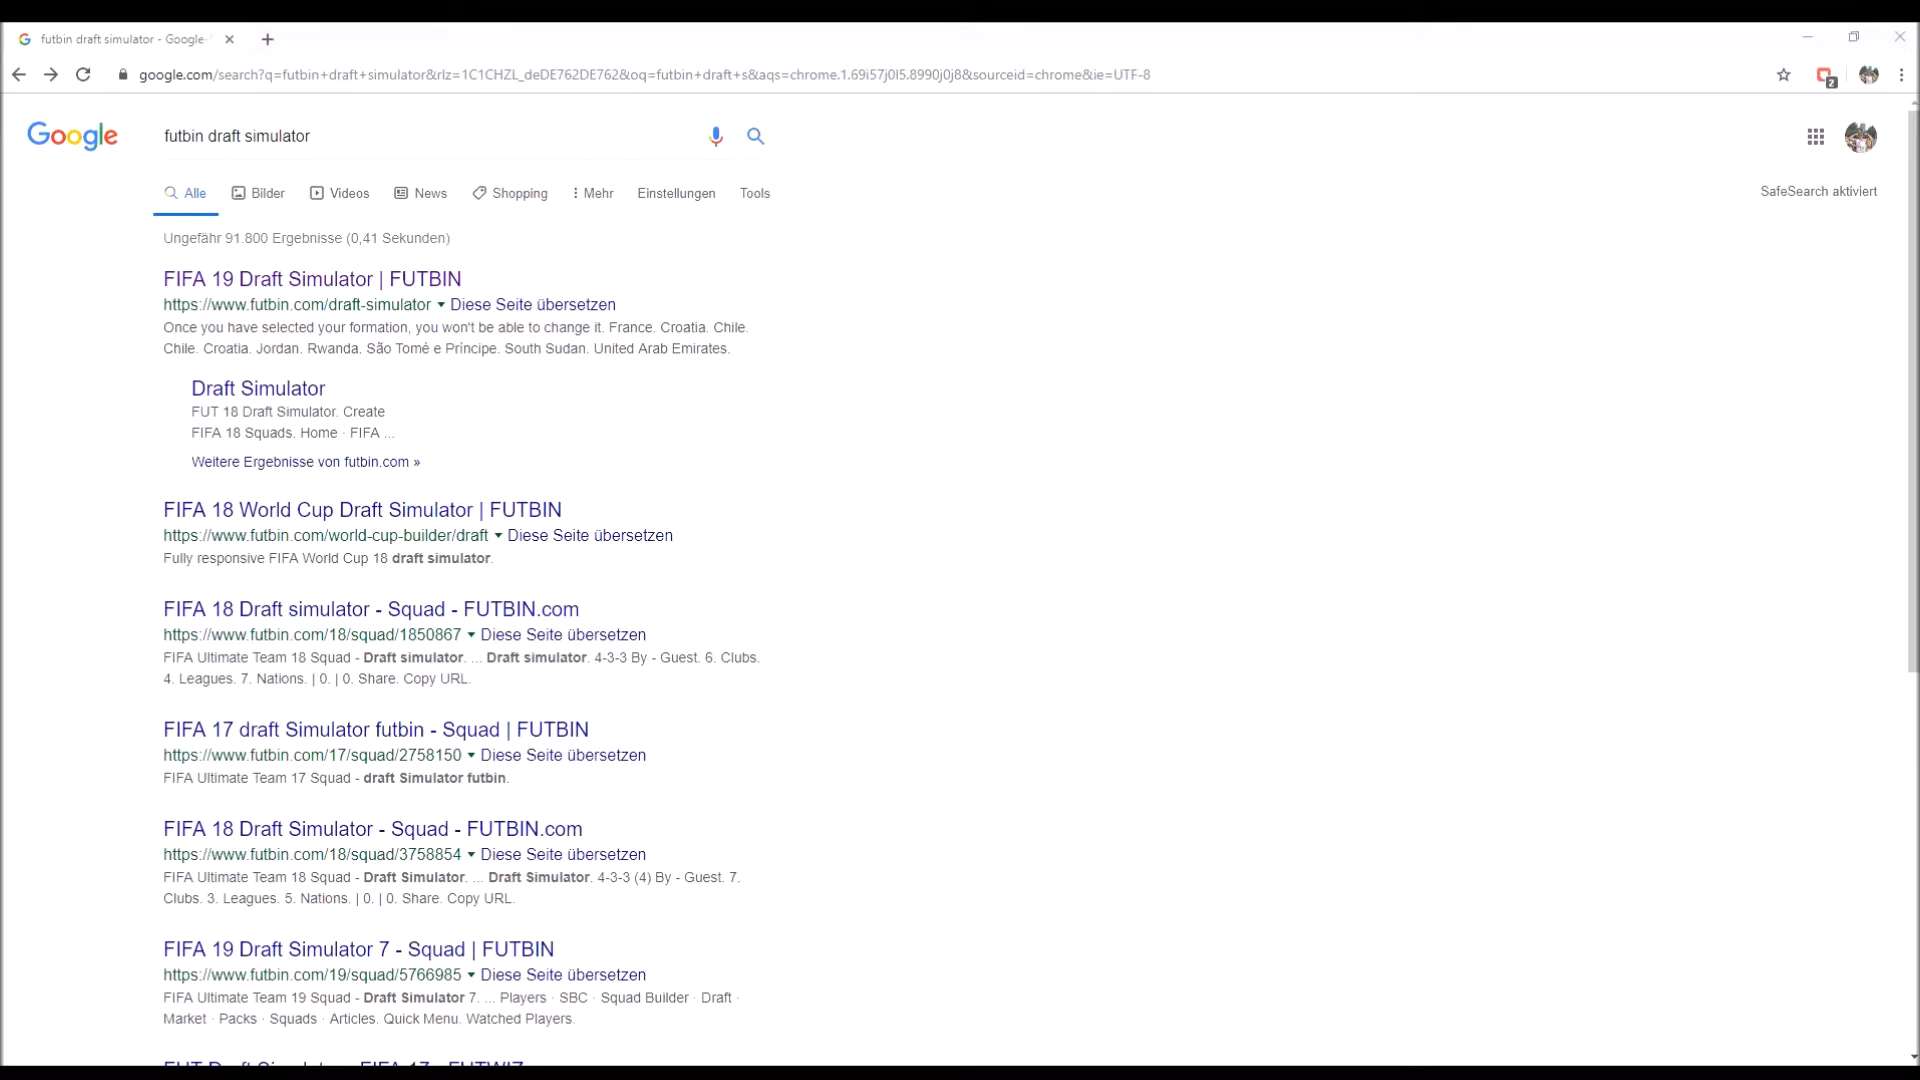 futbin draft simulator - Google
google.com/search?q=futbin+draft+simulator&rlz=1C1CHZL_deDE762DE762&oq=futbin+draft+s&aqs=chrome.1.69i57j0l5.8990j0j8&sourceid=chrome&ie=UTF-8
2
Google
futbin draft simulator
Alle Bilder Videos News Shopping Mehr Einstellungen Tools
SafeSearch aktiviert
Ungefähr 91.800 Ergebnisse (0,41 Sekunden)
FIFA 19 Draft Simulator | FUTBIN
https://www.futbin.com/draft-simulator Diese Seite übersetzen
Once you have selected your formation, you won't be able to change it. France. Croatia. Chile.
Chile. Croatia. Jordan. Rwanda. São Tomé e Príncipe. South Sudan. United Arab Emirates.
Draft Simulator
FUT 18 Draft Simulator. Create
FIFA 18 Squads. Home · FIFA ...
Weitere Ergebnisse von futbin.com »
FIFA 18 World Cup Draft Simulator | FUTBIN
https://www.futbin.com/world-cup-builder/draft Diese Seite übersetzen
Fully responsive FIFA World Cup 18 draft simulator.
FIFA 18 Draft simulator - Squad - FUTBIN.com
https://www.futbin.com/18/squad/1850867 Diese Seite übersetzen
FIFA Ultimate Team 18 Squad - Draft simulator. ... Draft simulator. 4-3-3 By - Guest. 6. Clubs.
4. Leagues. 7. Nations. | 0. | 0. Share. Copy URL.
FIFA 17 draft Simulator futbin - Squad | FUTBIN
https://www.futbin.com/17/squad/2758150 Diese Seite übersetzen
FIFA Ultimate Team 17 Squad - draft Simulator futbin.
FIFA 18 Draft Simulator - Squad - FUTBIN.com
https://www.futbin.com/18/squad/3758854 Diese Seite übersetzen
FIFA Ultimate Team 18 Squad - Draft Simulator. ... Draft Simulator. 4-3-3 (4) By - Guest. 7.
Clubs. 3. Leagues. 5. Nations. | 0. | 0. Share. Copy URL.
FIFA 19 Draft Simulator 7 - Squad | FUTBIN
https://www.futbin.com/19/squad/5766985 Diese Seite übersetzen
FIFA Ultimate Team 19 Squad - Draft Simulator 7. ... Players · SBC · Squad Builder · Draft ·
Market · Packs · Squads · Articles. Quick Menu. Watched Players.
FUT Draft Simulator - FIFA 17 - FUTWIZ